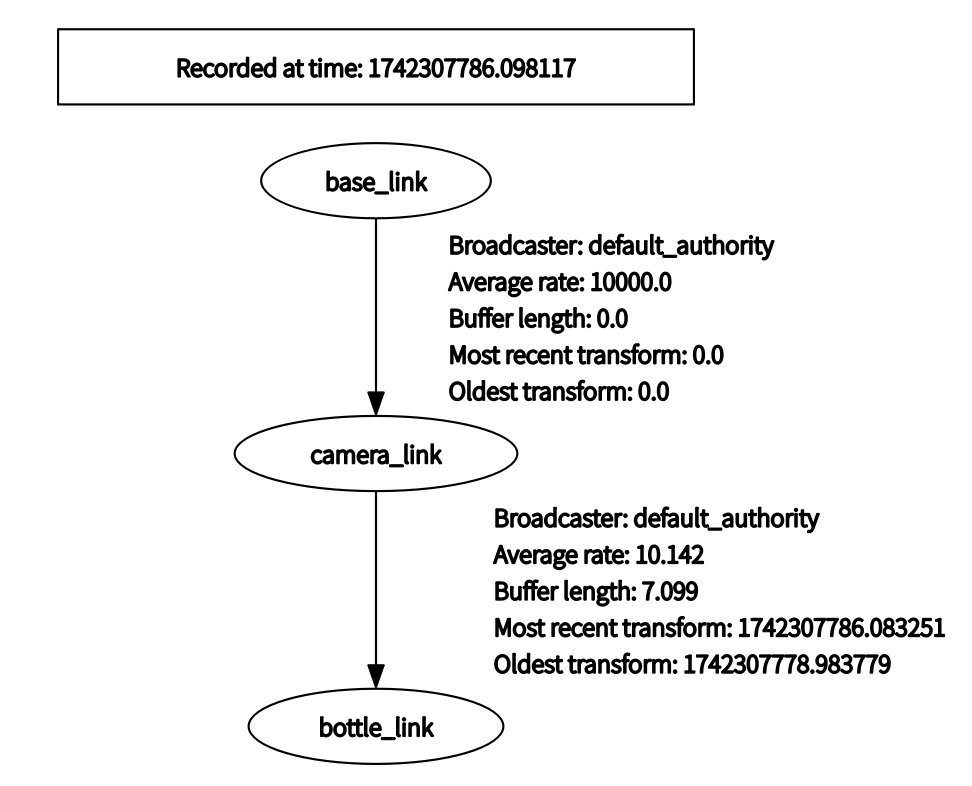 Recorded at time: 1742307786.098117
base_link
Broadcaster: default_authority
Average rate: 10000.0
Buffer length: 0.0
Most recent transform: 0.0
Oldest transform: 0.0
camera_link
Broadcaster: default_authority
Average rate: 10.142
Buffer length: 7.099
Most recent transform: 1742307786.083251
Oldest transform: 1742307778.983779
bottle_link